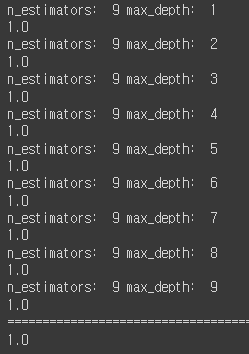 n_estimators:  9 max_depth:  1
1.0
n_estimators:  9 max_depth:  2
1.0
n_estimators:  9 max_depth:  3
1.0
n_estimators:  9 max_depth:  4
1.0
n_estimators:  9 max_depth:  5
1.0
n_estimators:  9 max_depth:  6
1.0
n_estimators:  9 max_depth:  7
1.0
n_estimators:  9 max_depth:  8
1.0
n_estimators:  9 max_depth:  9
1.0
===================================
1.0